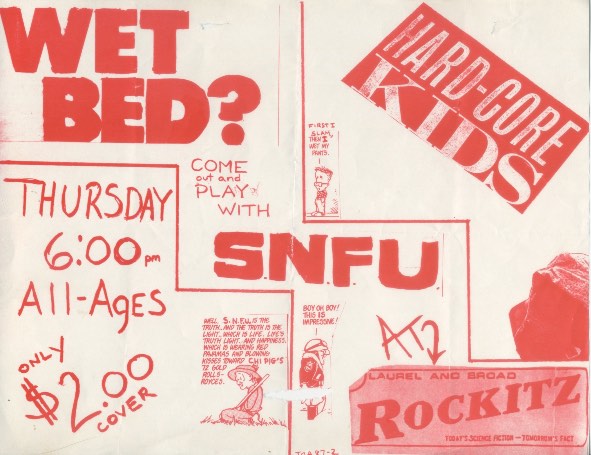 WET
BED?
HARD-CORE
KIDS
FIRST I
SLAM,
THEN I
WET MY
PANTS.
COME
out and
PLAY
WITH
S.N.F.U.
THURSDAY
6:00 pm
All-Ages
ONLY
$2.00
COVER
WELL. S.N.F.U. IS THE
TRUTH, AND THE TRUTH IS THE
LIGHT, WHICH IS LIFE. LIFE'S
TRUTH LIGHT, AND HAPPINESS,
WHICH IS WEARING RED
PAJAMAS AND BLOWING
KISSES TOWARD CHI PIG'S
'72 GOLD
ROLLS-
ROYCES.
BOY OH BOY!
THIS IS
IMPRESSIVE!
AT
LAUREL AND BROAD
ROCKITZ
TODAY'S SCIENCE FICTION — TOMORROW'S FACT